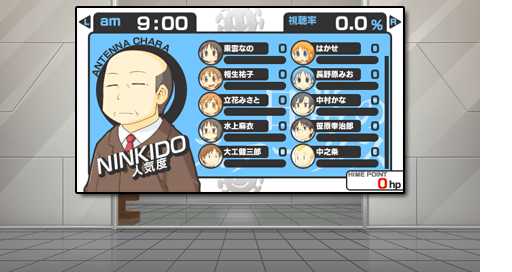 L am 9:00 視聴率 0.0% R
ANTENNA CHARA
東雲なの 0 はかせ 0
相生祐子 0 長野原みお 0
立花みさと 0 中村かな 0
水上麻衣 0 笹原幸治郎 0
大工健三郎 0 中之条 0
NINKIDO
人気度
HIME POINT
0hp